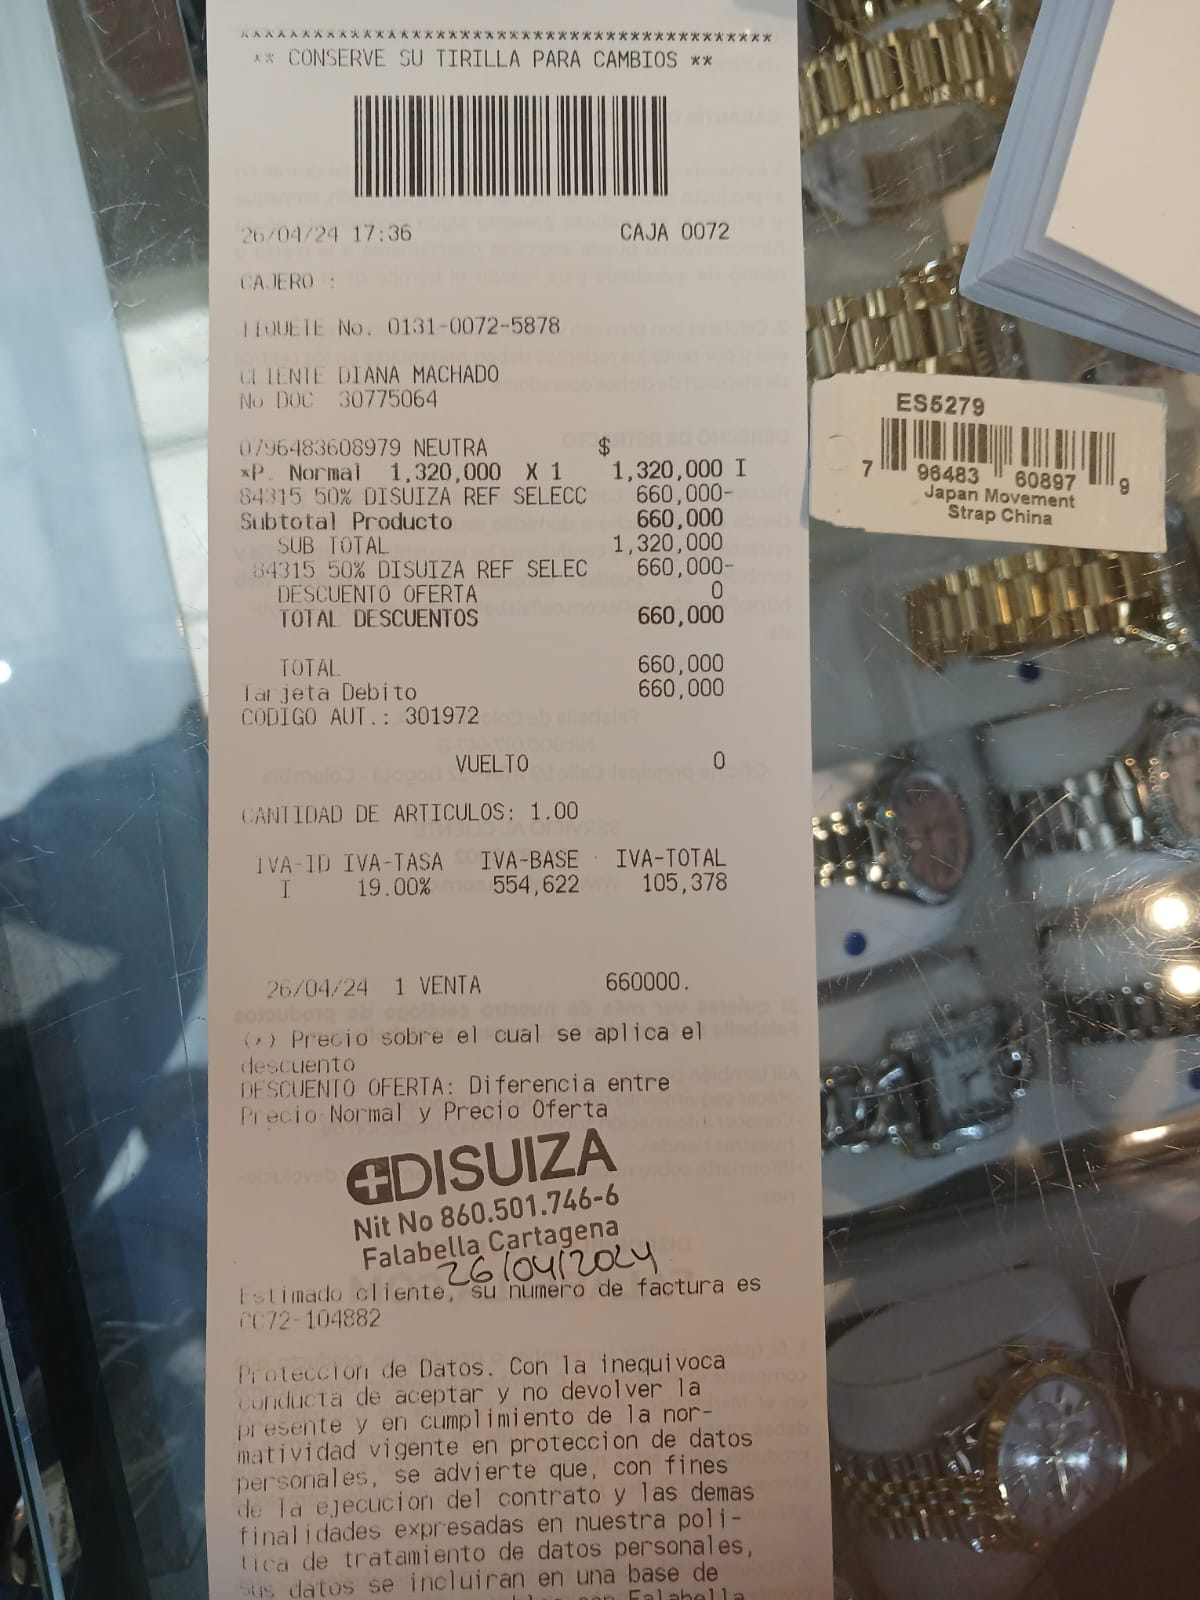 ** CONSERVE SU TIRILLA PARA CAMBIOS **
26/04/24 17:36 CAJA 0072
CAJERO :
TIQUETE No. 0131-0072-5878
CLIENTE DIANA MACHADO
No DOC 30775064
0796483608979 NEUTRA $
*P. Normal 1,320,000 X 1 1,320,000 I
84315 50% DISUIZA REF SELECC 660,000-
Subtotal Producto 660,000
SUB TOTAL 1,320,000
84315 50% DISUIZA REF SELEC 660,000-
DESCUENTO OFERTA 0
TOTAL DESCUENTOS 660,000
TOTAL 660,000
Tarjeta Debito 660,000
CODIGO AUT.: 301972
VUELTO 0
CANTIDAD DE ARTICULOS: 1.00
IVA-ID IVA-TASA IVA-BASE IVA-TOTAL
I 19.00% 554,622 105,378
26/04/24 1 VENTA 660000.
(*) Precio sobre el cual se aplica el
descuento
DESCUENTO OFERTA: Diferencia entre
Precio Normal y Precio Oferta
DISUIZA
Nit No 860.501.746-6
Falabella Cartagena
26/04/2024
Estimado cliente, su numero de factura es
CC72-104882
Proteccion de Datos. Con la inequivoca
conducta de aceptar y no devolver la
presente y en cumplimiento de la nor-
matividad vigente en proteccion de datos
personales, se advierte que, con fines
de la ejecucion del contrato y las demas
finalidades expresadas en nuestra poli-
tica de tratamiento de datos personales,
sus datos se incluiran en una base de
Falabella
ES5279
7 96483 60897 9
Japan Movement
Strap China